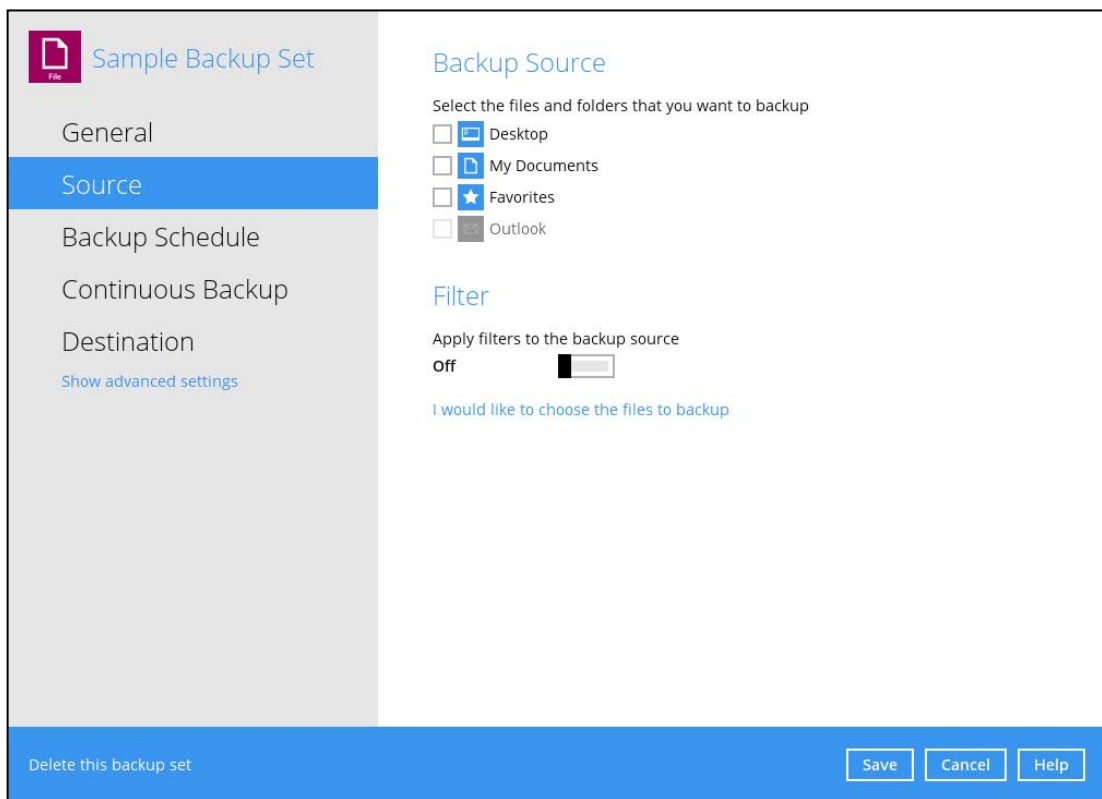 File
Sample Backup Set
General
Source
Backup Schedule
Continuous Backup
Destination
Show advanced settings
Backup Source
Select the files and folders that you want to backup
Desktop
My Documents
Favorites
Outlook
Filter
Apply filters to the backup source
Off
I would like to choose the files to backup
Delete this backup set
Save
Cancel
Help